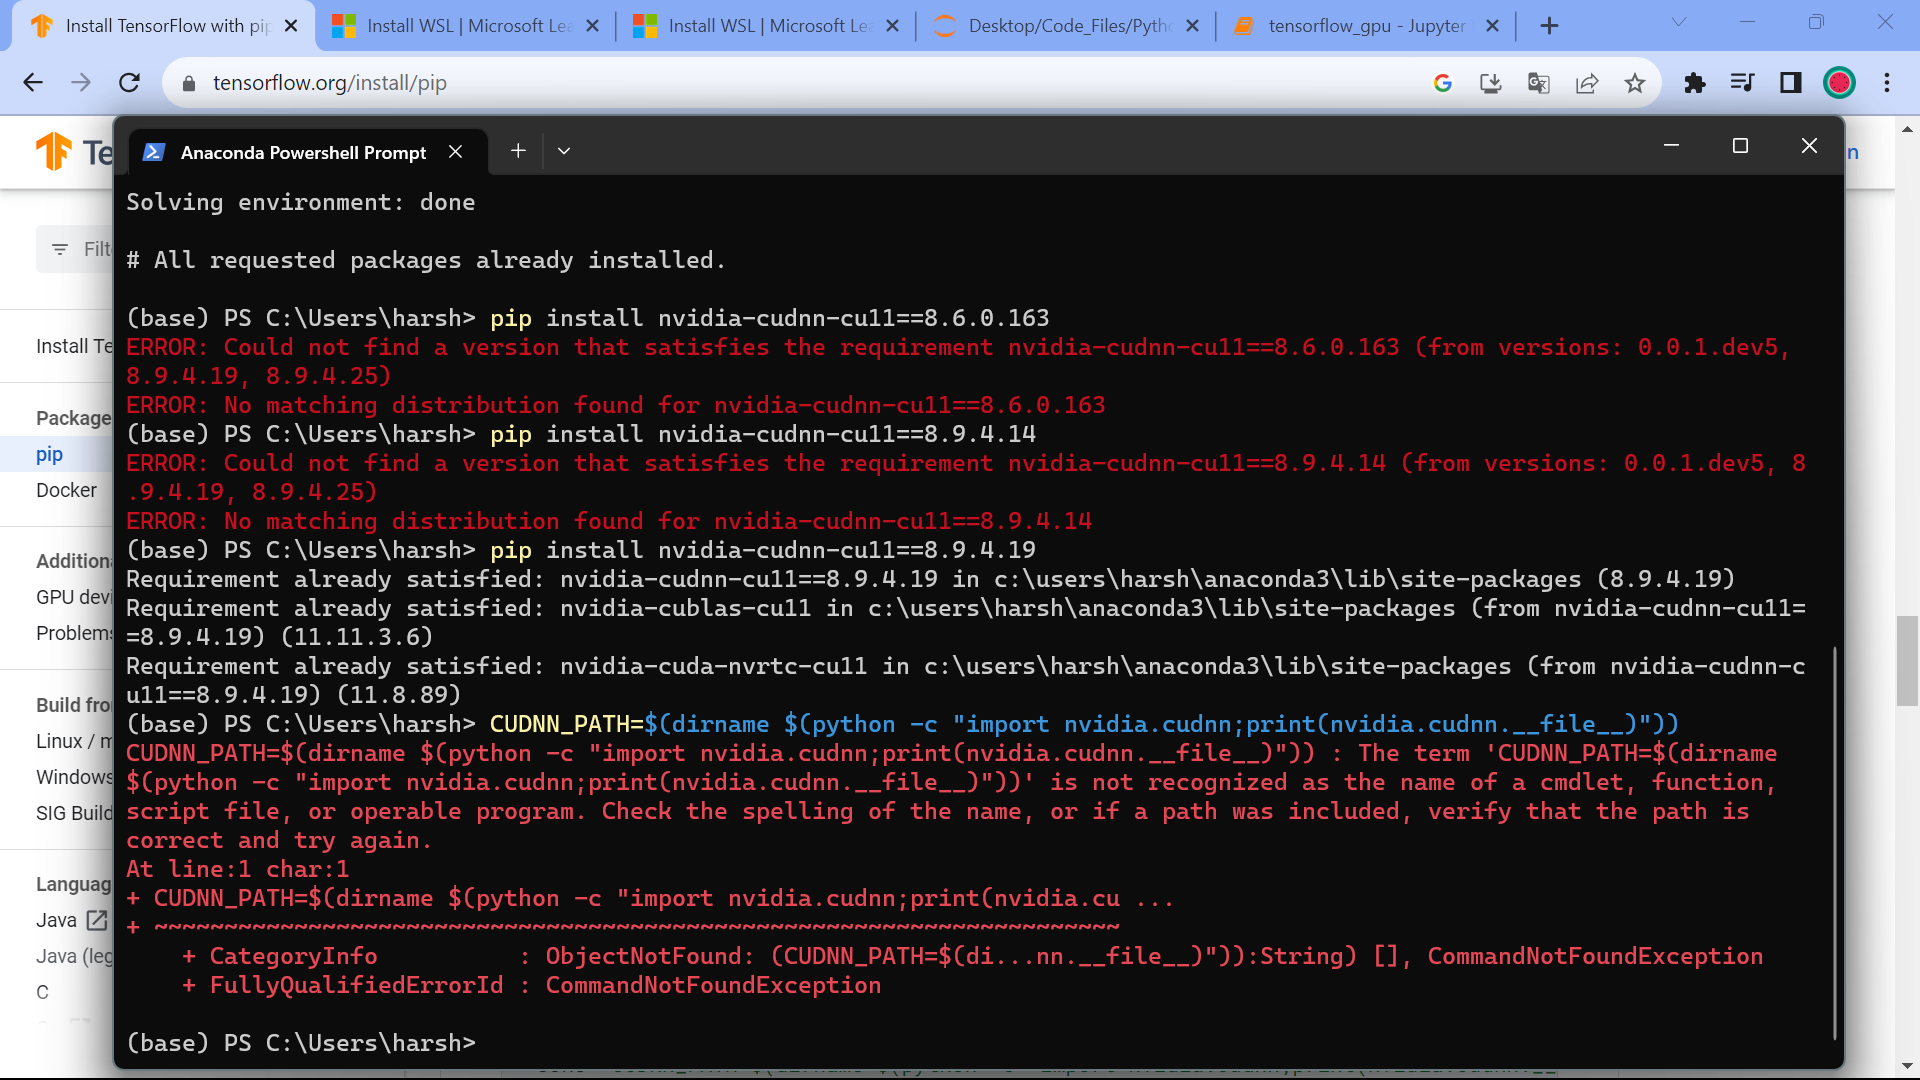 Install TensorFlow with pip
Install WSL | Microsoft Lea
Install WSL | Microsoft Lea
Desktop/Code_Files/Pytho
tensorflow_gpu - Jupyter
tensorflow.org/install/pip
Te
n
Anaconda Powershell Prompt
Filte
Install Te
Package
pip
Docker
Additiona
GPU devi
Problems
Build fro
Linux / m
Windows
SIG Build
Languag
Java
Java (leg
C
Solving environment: done
# All requested packages already installed.
(base) PS C:\Users\harsh> pip install nvidia-cudnn-cu11==8.6.0.163
ERROR: Could not find a version that satisfies the requirement nvidia-cudnn-cu11==8.6.0.163 (from versions: 0.0.1.dev5,
8.9.4.19, 8.9.4.25)
ERROR: No matching distribution found for nvidia-cudnn-cu11==8.6.0.163
(base) PS C:\Users\harsh> pip install nvidia-cudnn-cu11==8.9.4.14
ERROR: Could not find a version that satisfies the requirement nvidia-cudnn-cu11==8.9.4.14 (from versions: 0.0.1.dev5, 8
.9.4.19, 8.9.4.25)
ERROR: No matching distribution found for nvidia-cudnn-cu11==8.9.4.14
(base) PS C:\Users\harsh> pip install nvidia-cudnn-cu11==8.9.4.19
Requirement already satisfied: nvidia-cudnn-cu11==8.9.4.19 in c:\users\harsh\anaconda3\lib\site-packages (8.9.4.19)
Requirement already satisfied: nvidia-cublas-cu11 in c:\users\harsh\anaconda3\lib\site-packages (from nvidia-cudnn-cu11=
=8.9.4.19) (11.11.3.6)
Requirement already satisfied: nvidia-cuda-nvrtc-cu11 in c:\users\harsh\anaconda3\lib\site-packages (from nvidia-cudnn-c
u11==8.9.4.19) (11.8.89)
(base) PS C:\Users\harsh> CUDNN_PATH=$(dirname $(python -c "import nvidia.cudnn;print(nvidia.cudnn.__file__)"))
CUDNN_PATH=$(dirname $(python -c "import nvidia.cudnn;print(nvidia.cudnn.__file__)")) : The term 'CUDNN_PATH=$(dirname
$(python -c "import nvidia.cudnn;print(nvidia.cudnn.__file__)"))' is not recognized as the name of a cmdlet, function,
script file, or operable program. Check the spelling of the name, or if a path was included, verify that the path is
correct and try again.
At line:1 char:1
+ CUDNN_PATH=$(dirname $(python -c "import nvidia.cudnn;print(nvidia.cu ...
+ ~~~~~~~~~~~~~~~~~~~~~~~~~~~~~~~~~~~~~~~~~~~~~~~~~~~~~~~~~~~~~~~~~~~~~
+ CategoryInfo : ObjectNotFound: (CUDNN_PATH=$(di...nn.__file__)")):String) [], CommandNotFoundException
+ FullyQualifiedErrorId : CommandNotFoundException
(base) PS C:\Users\harsh>